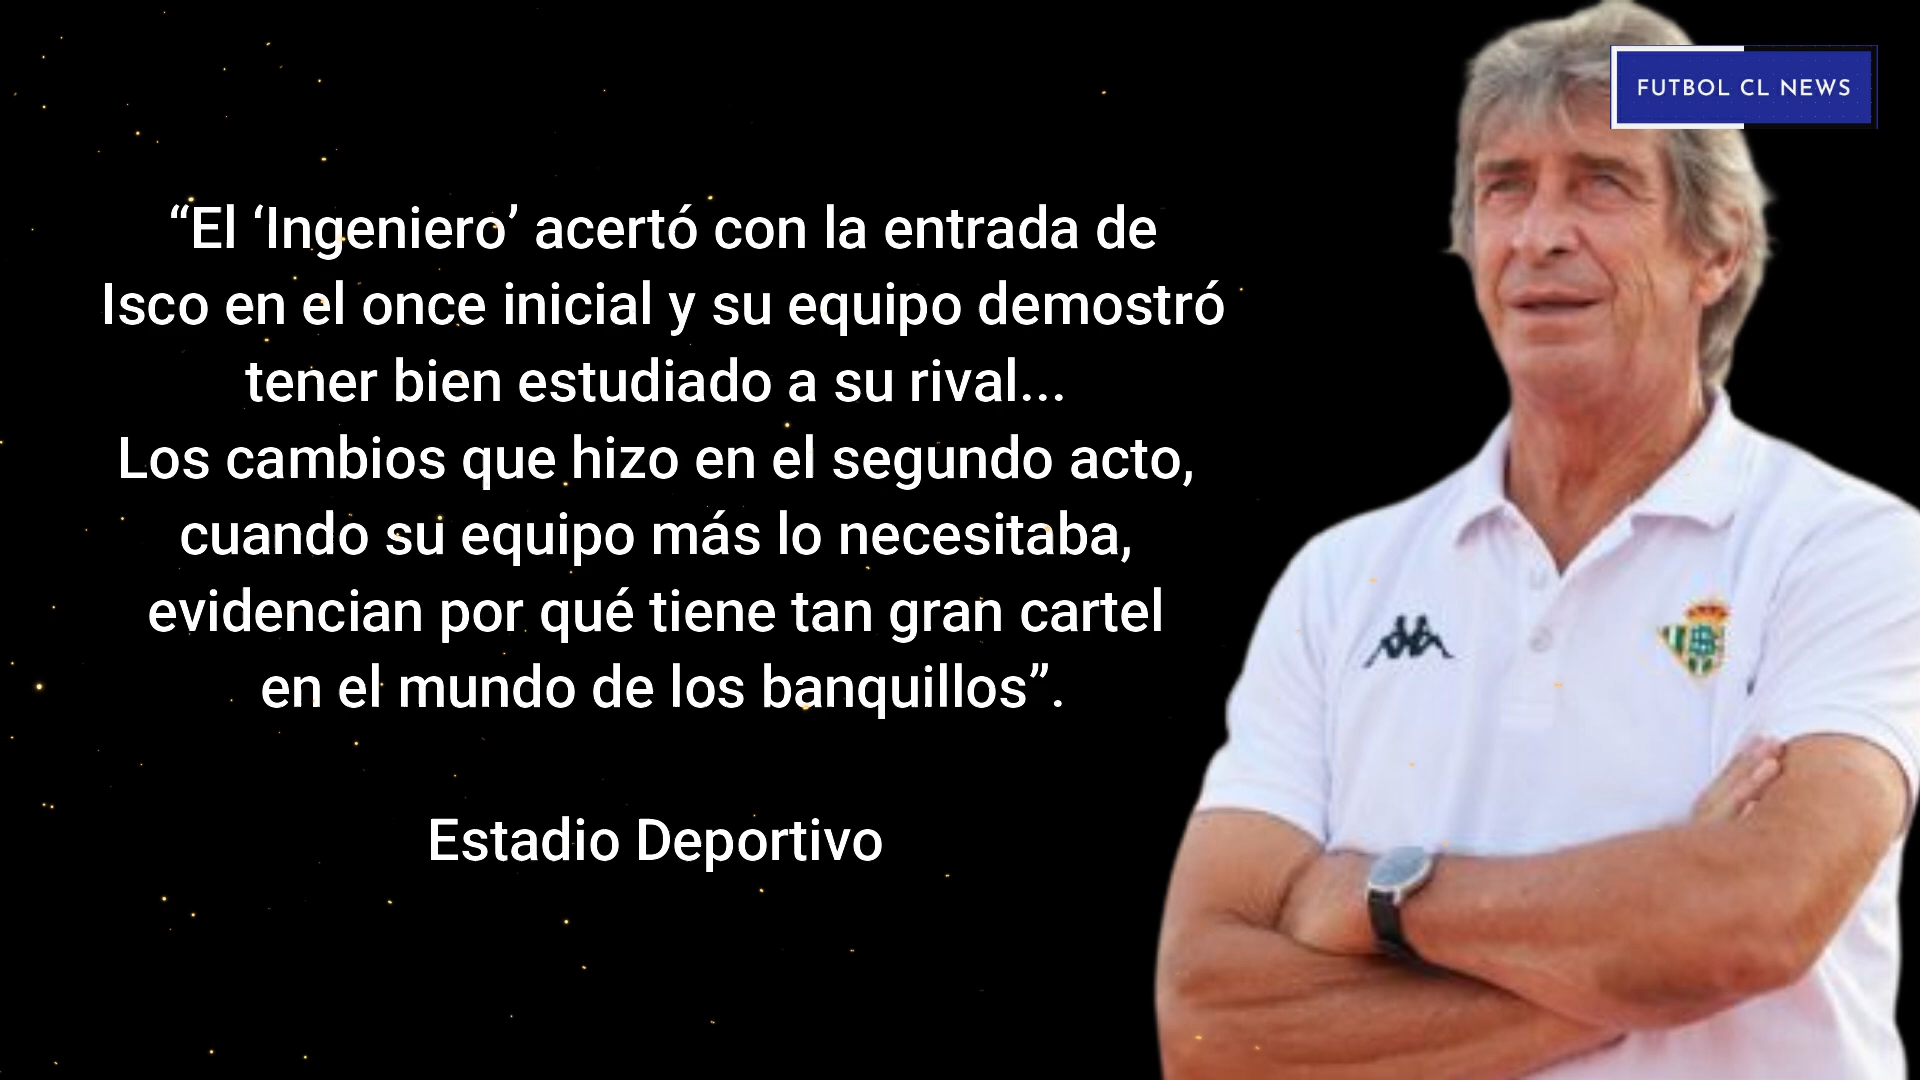 FUTBOL CL NEWS
“El ‘Ingeniero’ acertó con la entrada de
Isco en el once inicial y su equipo demostró
tener bien estudiado a su rival...
Los cambios que hizo en el segundo acto,
cuando su equipo más lo necesitaba,
evidencian por qué tiene tan gran cartel
en el mundo de los banquillos”.
Estadio Deportivo